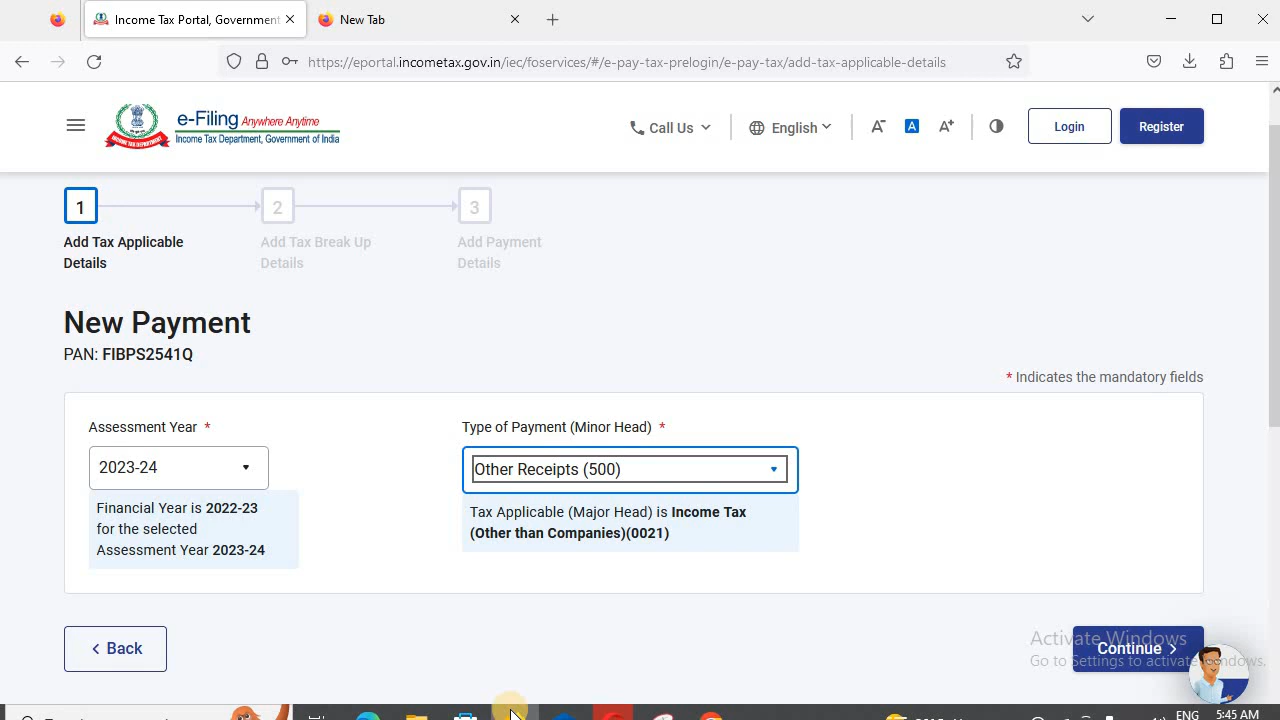 Income Tax Portal, Government
New Tab
https://eportal.incometax.gov.in/iec/foservices/#/e-pay-tax-prelogin/e-pay-tax/add-tax-applicable-details
e-Filing Anywhere Anytime
Income Tax Department, Government of India
Call Us
English
A-
A
A+
Login
Register
1
2
3
Add Tax Applicable
Details
Add Tax Break Up
Details
Add Payment
Details
New Payment
PAN: FIBPS2541Q
* Indicates the mandatory fields
Assessment Year *
Type of Payment (Minor Head) *
2023-24
Other Receipts (500)
Financial Year is 2022-23
for the selected
Assessment Year 2023-24
Tax Applicable (Major Head) is Income Tax
(Other than Companies)(0021)
< Back
Continue >
Activate Windows
Go to Settings to activate Windows.
ENG
5:45 AM